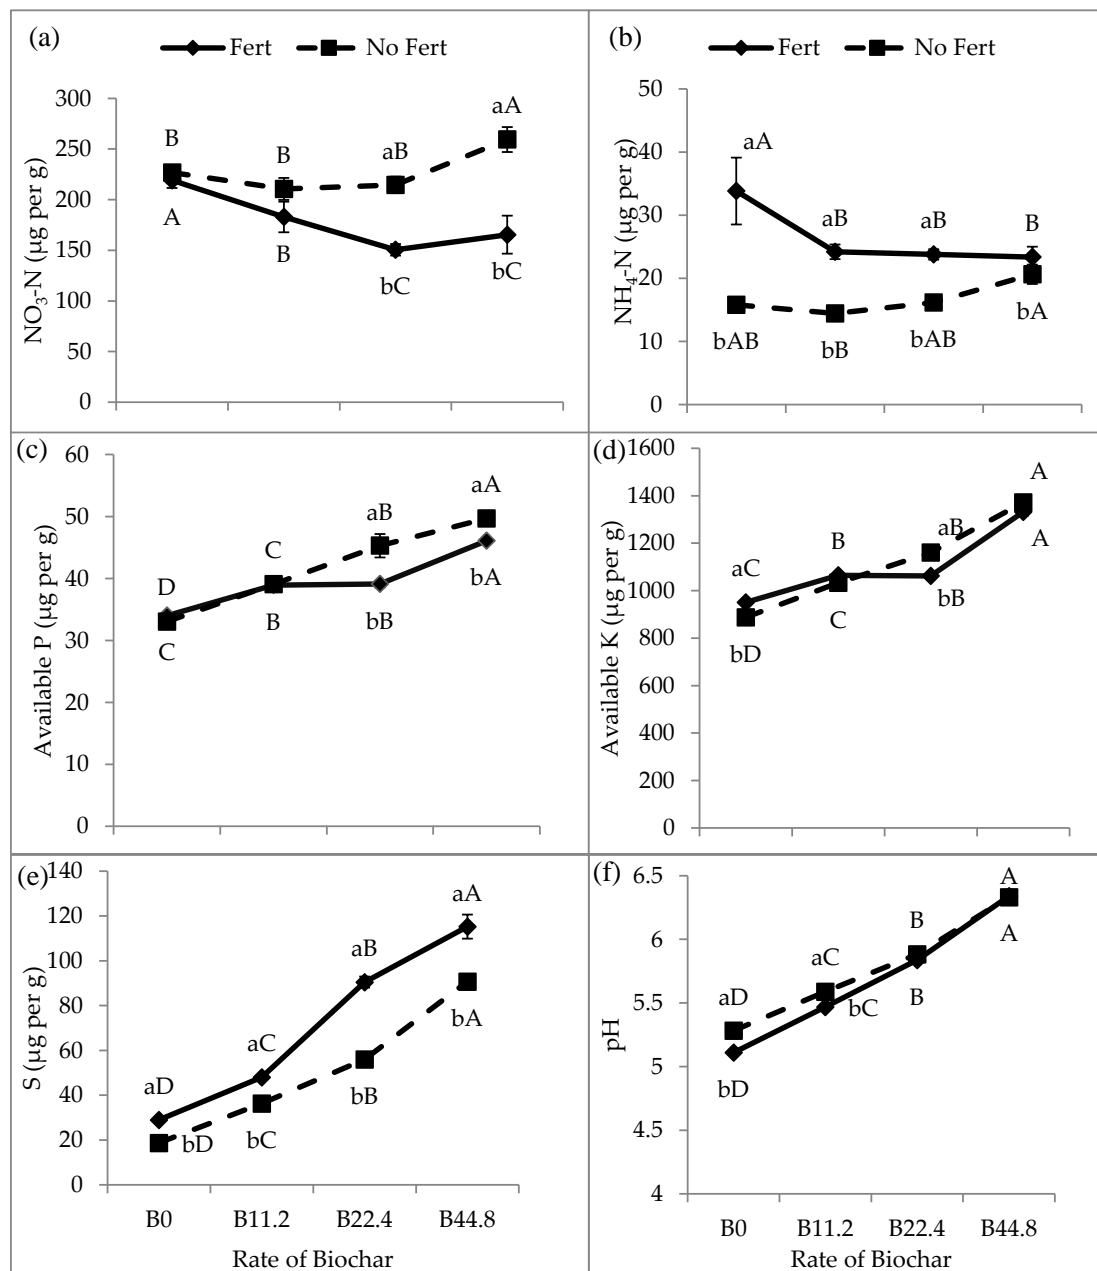 (a)
Fert
No Fert
NO3-N (µg per g)
300
250
200
150
100
50
0
B
B
aB
aA
A
B
bC
bC
(b)
Fert
No Fert
NH4-N (µg per g)
50
40
30
20
10
0
aA
aB
aB
B
bAB
bB
bAB
bA
(c)
Available P (µg per g)
60
50
40
30
20
10
0
D
C
aB
aA
C
B
bB
bA
(d)
Available K (µg per g)
1600
1400
1200
1000
800
600
400
200
0
aC
B
aB
A
bD
C
bB
A
(e)
S (µg per g)
140
120
100
80
60
40
20
0
aD
aC
aB
aA
bD
bC
bB
bA
B0
B11.2
B22.4
B44.8
Rate of Biochar
(f)
pH
6.5
6
5.5
5
4.5
4
aD
aC
B
A
bD
bC
B
A
B0
B11.2
B22.4
B44.8
Rate of Biochar